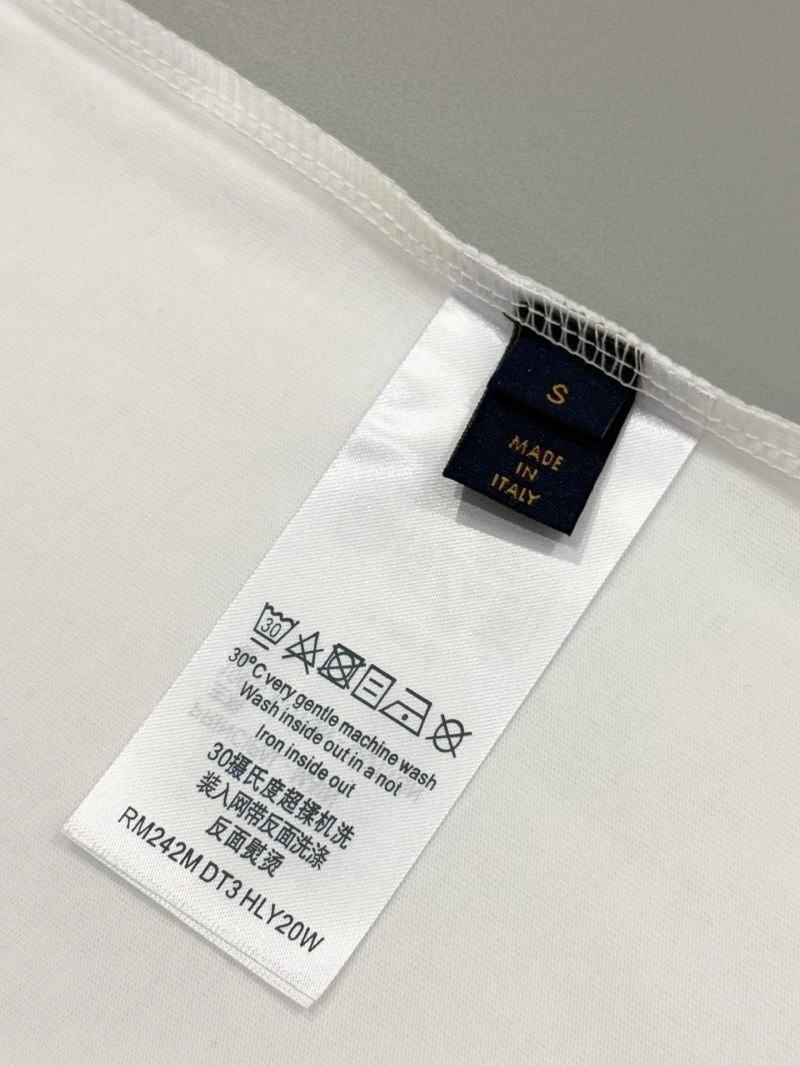 S
MADE
IN
ITALY
30
30°C very gentle machine wash
Wash inside out in a not
Iron inside out
30摄氏度超揉机洗
装入网带反面洗涤
反面熨烫
RM242M DT3 HLY20W